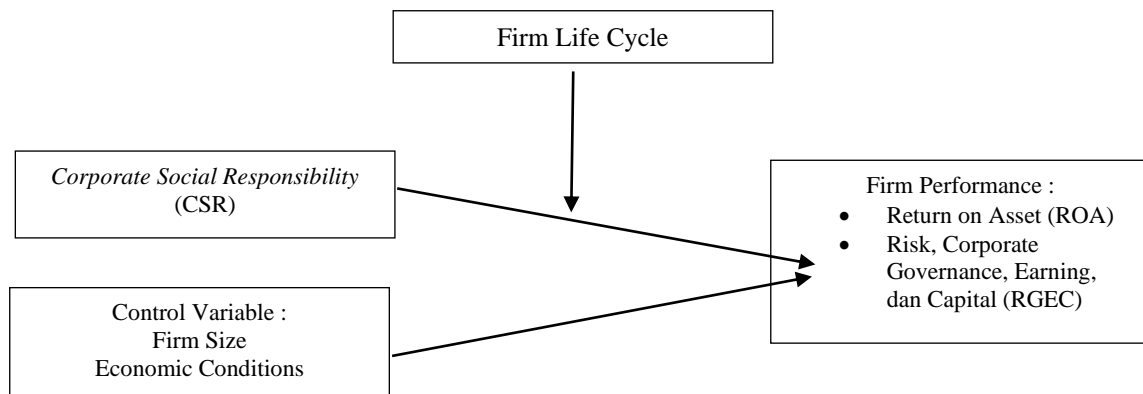 Firm Life Cycle
Corporate Social Responsibility
(CSR)
Firm Performance :
• Return on Asset (ROA)
• Risk, Corporate
Governance, Earning,
dan Capital (RGEC)
Control Variable :
Firm Size
Economic Conditions